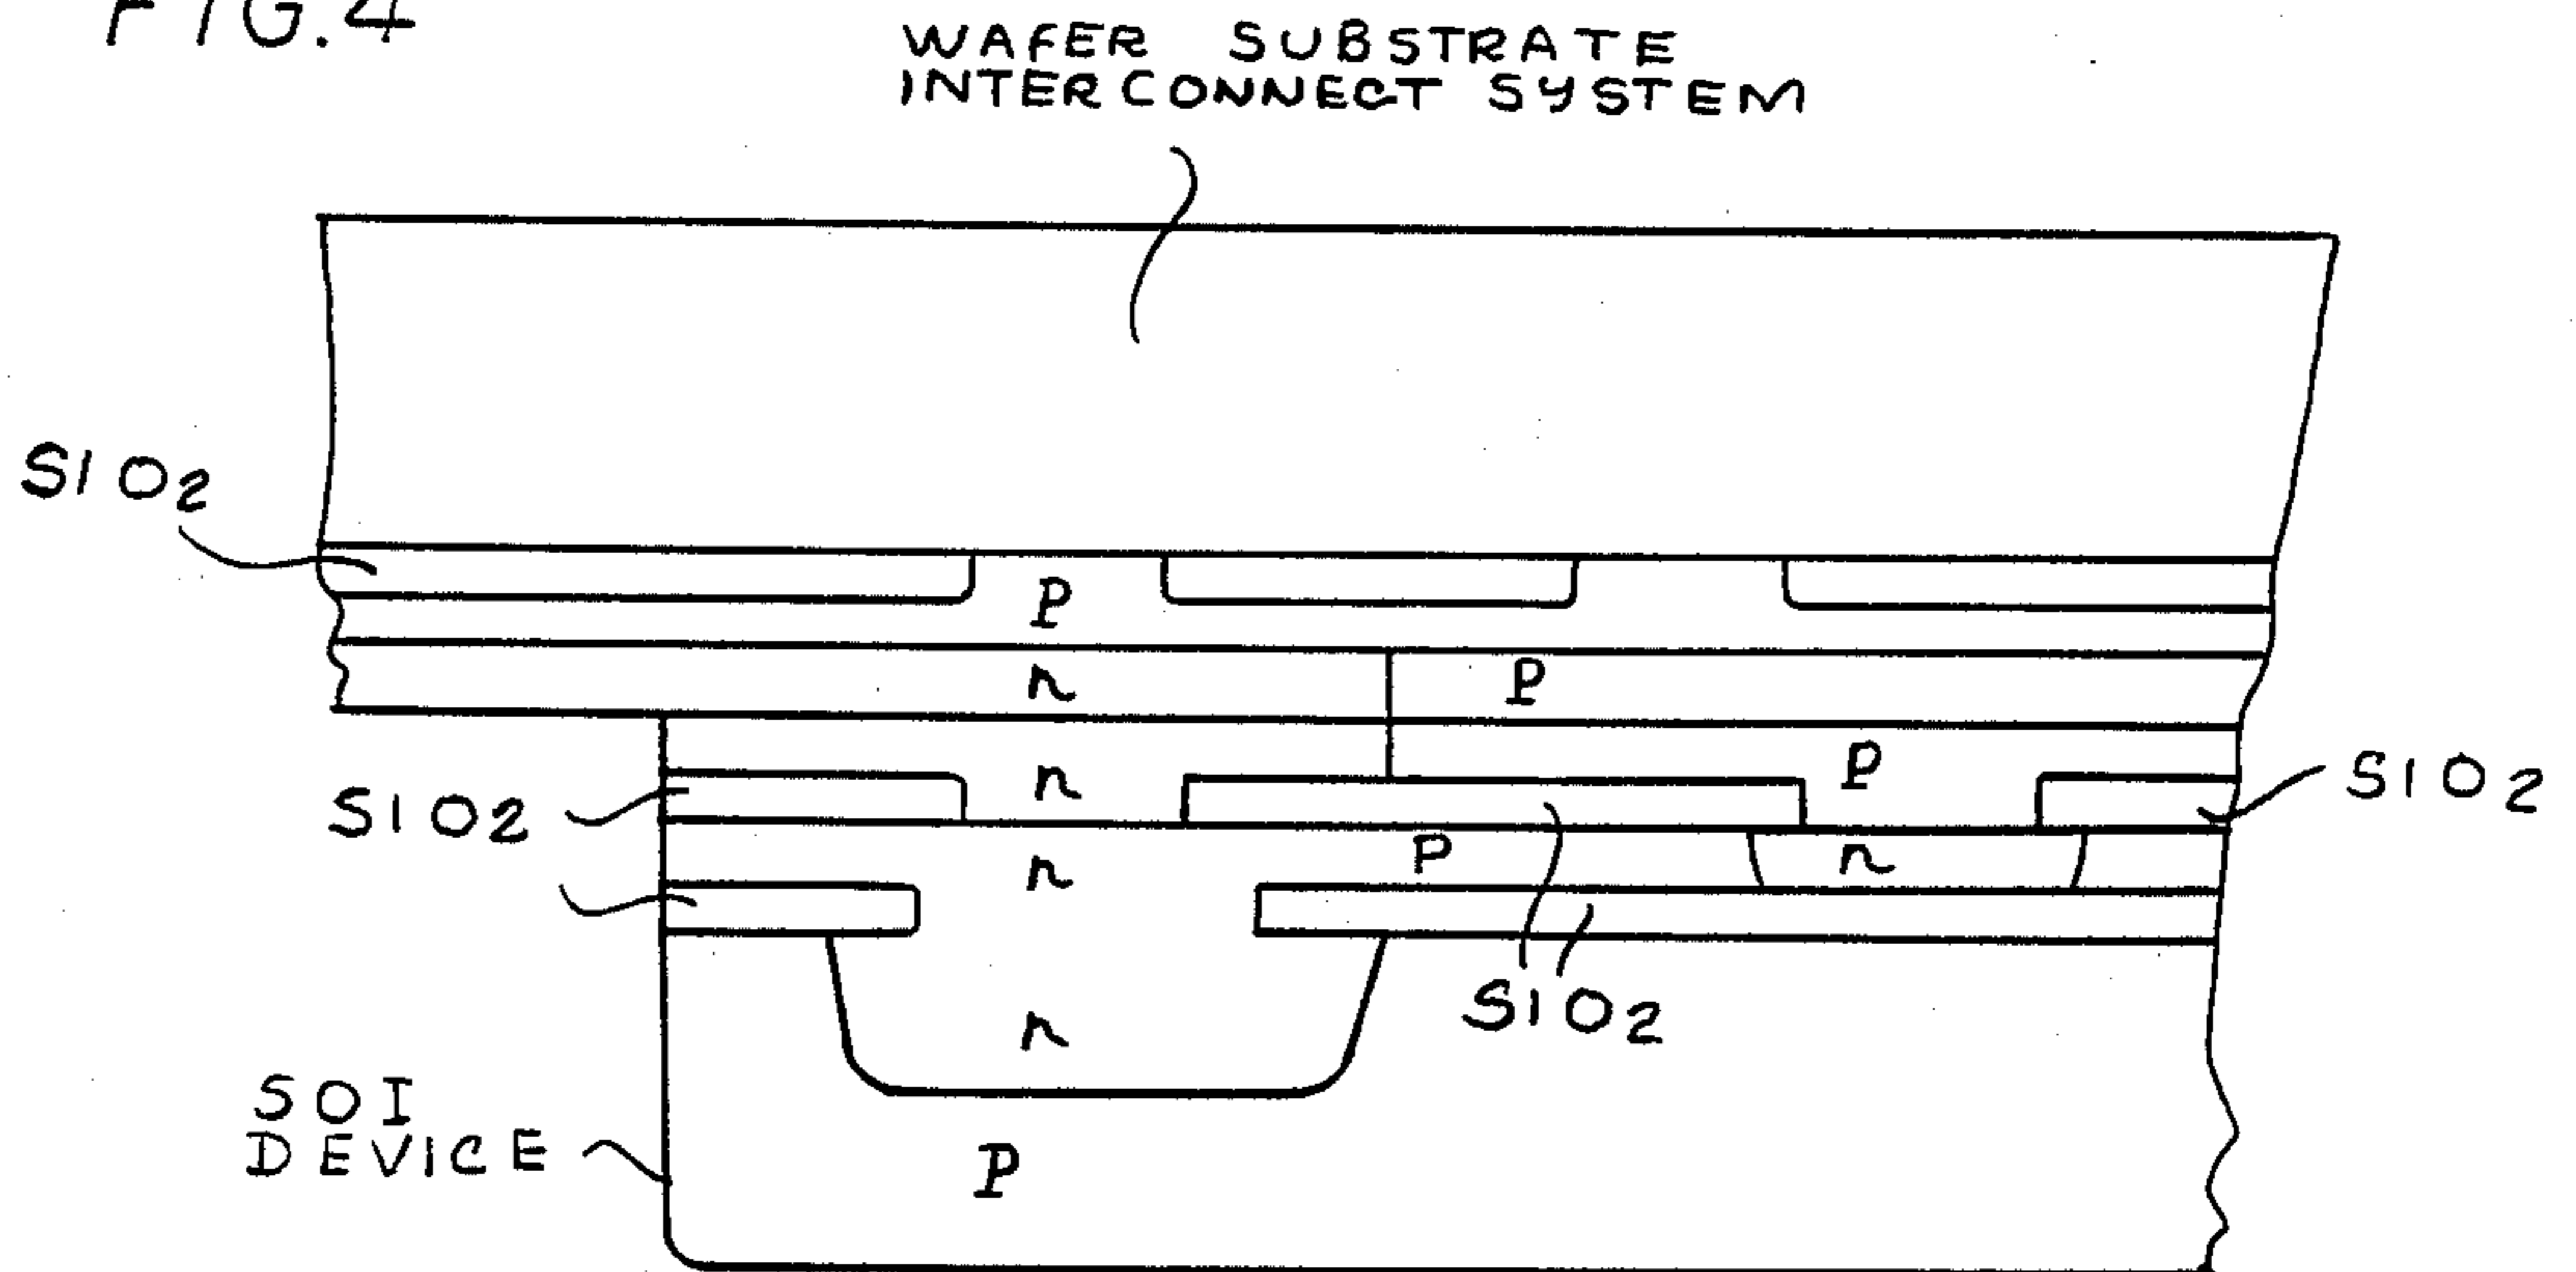 FIG.4
WAFER SUBSTRATE
INTERCONNECT SYSTEM
SIO2
P
n
P
n
P
SIO2
SIO2
n
P
n
SIO2
n
SOI
DEVICE
P